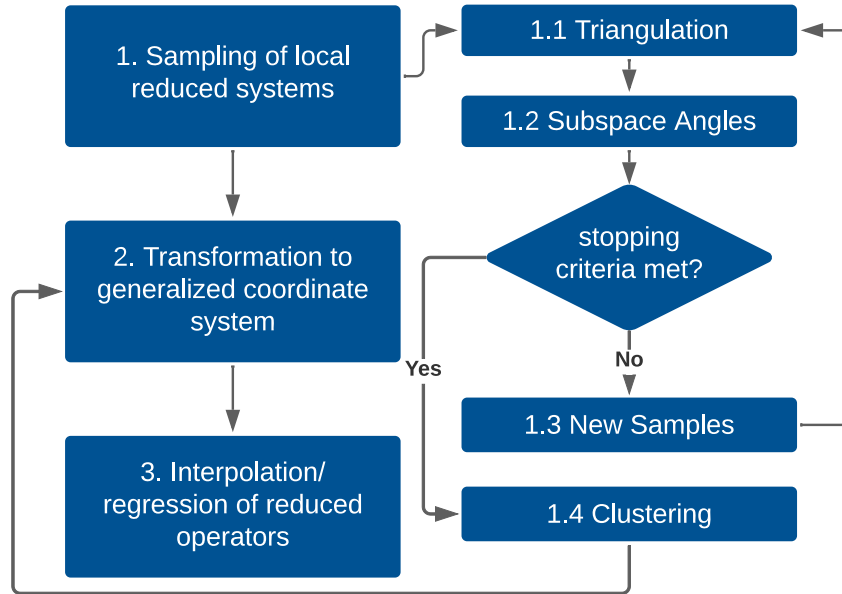 1. Sampling of local
reduced systems
2. Transformation to
generalized coordinate
system
3. Interpolation/
regression of reduced
operators
1.1 Triangulation
1.2 Subspace Angles
stopping
criteria met?
Yes
No
1.3 New Samples
1.4 Clustering